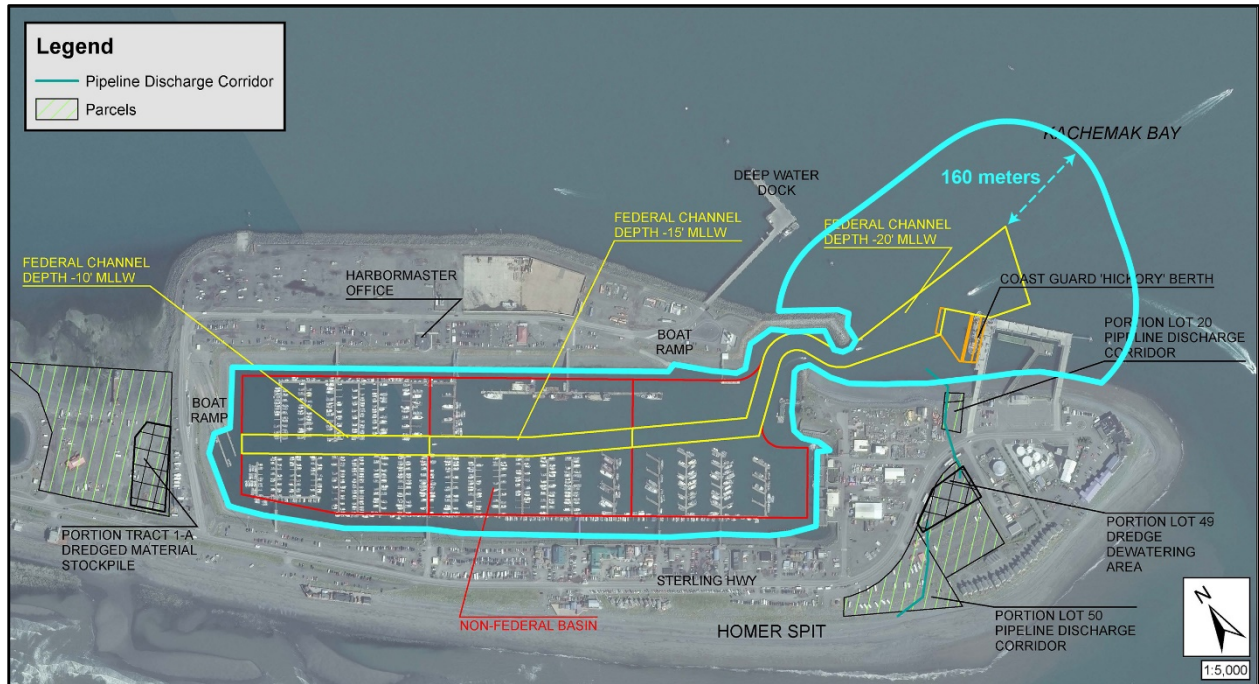 Legend
Pipeline Discharge Corridor
Parcels
KACHEMAK BAY
160 meters
DEEP WATER
DOCK
FEDERAL CHANNEL
DEPTH -15' MLLW
FEDERAL CHANNEL
DEPTH -20' MLLW
FEDERAL CHANNEL
DEPTH -10' MLLW
HARBORMASTER
OFFICE
COAST GUARD 'HICKORY' BERTH
BOAT
RAMP
PORTION LOT 20
PIPELINE DISCHARGE
CORRIDOR
BOAT
RAMP
PORTION TRACT 1-A
DREDGED MATERIAL
STOCKPILE
PORTION LOT 49
DREDGE
DEWATERING
AREA
STERLING HWY
NON-FEDERAL BASIN
HOMER SPIT
PORTION LOT 50
PIPELINE DISCHARGE
CORRIDOR
N
1:5,000